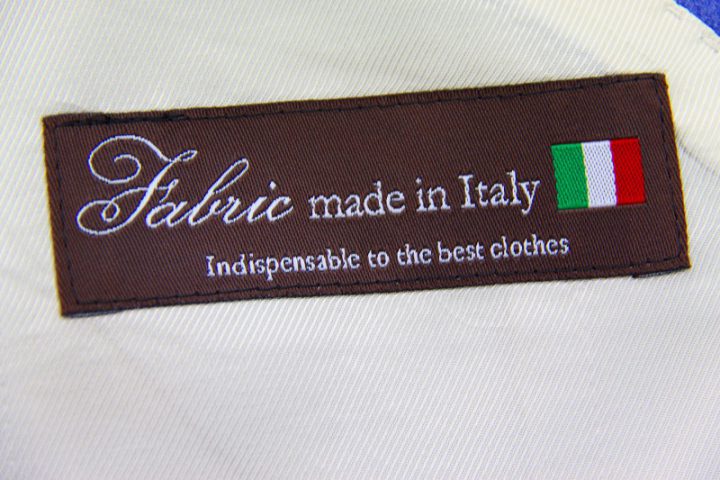 Fabric made in Italy
Indispensable to the best clothes